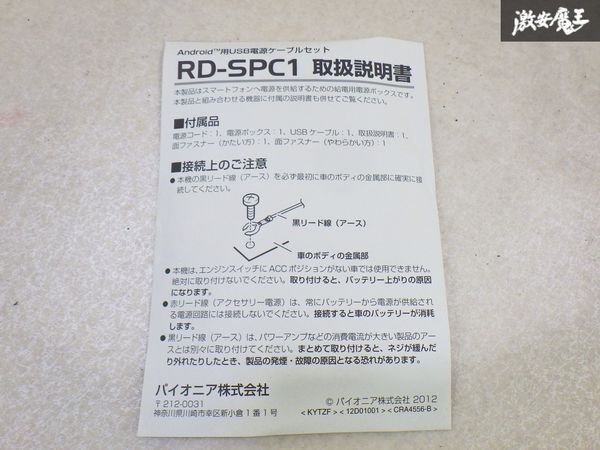 激安魔王
Android™用USB電源ケーブルセット
RD-SPC1 取扱説明書
本製品はスマートフォンへ電源を供給するための給電用電源ボックスです。
本製品と組み合わせる機器に付属の説明書も併せてご覧ください。
■付属品
電源コード：1、電源ボックス：1、USBケーブル：1、取扱説明書：1、
面ファスナー（かたい方）：1、面ファスナー（やわらかい方）：1
■接続上のご注意
●本機の黒リード線（アース）を必ず最初に車のボディの金属部に確実に接
続してください。
黒リード線（アース）
車のボディの金属部
●本機は、エンジンスイッチにACCポジションがない車では使用できません。
絶対に取り付けないでください。取り付けると、バッテリー上がりの原因
になります。
●赤リード線（アクセサリー電源）は、常にバッテリーから電源が供給され
る電源回路には接続しないでください。接続すると車のバッテリーが消耗
します。
●黒リード線（アース）は、パワーアンプなどの消費電流が大きい製品のアー
スとは別々に取り付けてください。まとめて取り付けると、ネジが緩んだ
り外れたりしたとき、製品の発煙・故障の原因となる恐れがあります。
パイオニア株式会社
〒212-0031
神奈川県川崎市幸区新小倉1番1号
© パイオニア株式会社 2012
<KYTZF> <12D01001> <CRA4556-B>